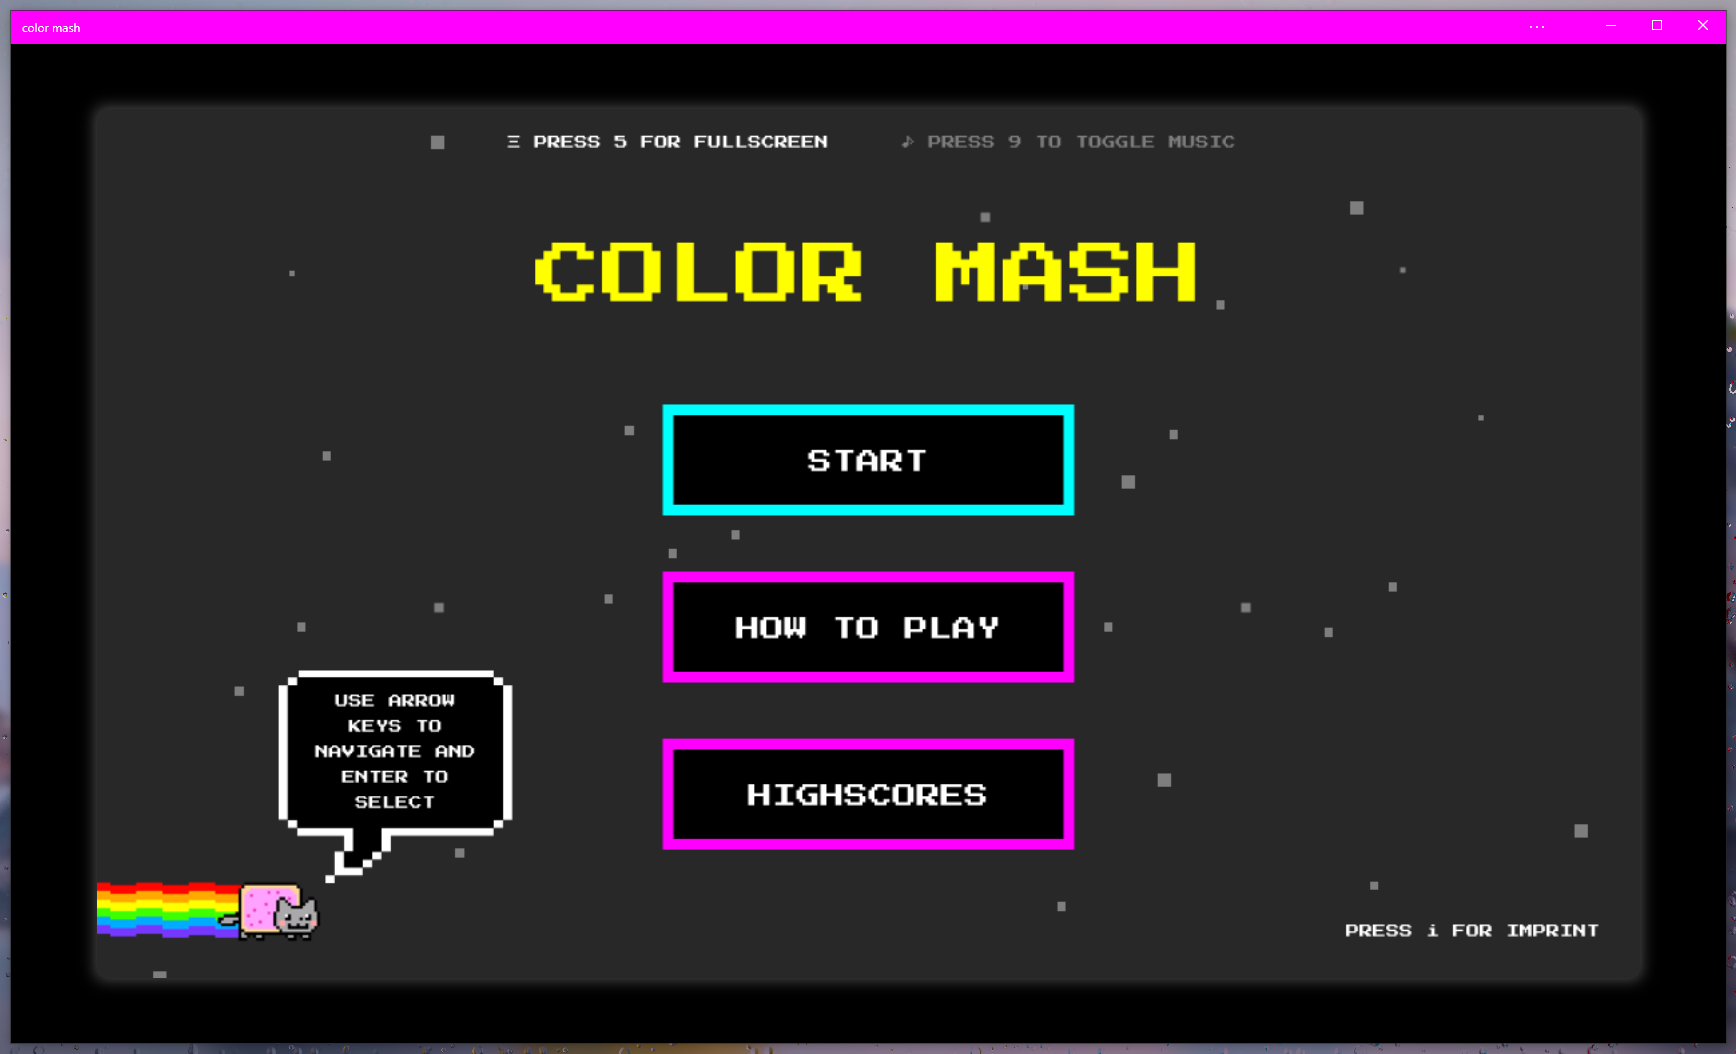 color mash
Ξ PRESS 5 FOR FULLSCREEN
♪ PRESS 9 TO TOGGLE MUSIC
COLOR MASH
START
HOW TO PLAY
HIGHSCORES
USE ARROW
KEYS TO
NAVIGATE AND
ENTER TO
SELECT
PRESS i FOR IMPRINT